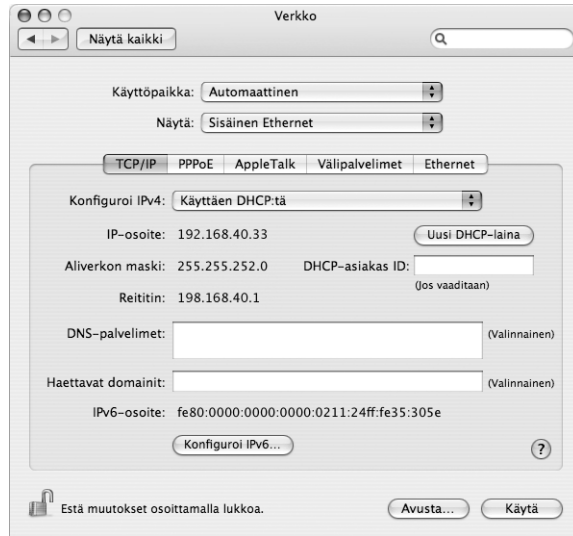 Verkko
Näytä kaikki
Käyttöpaikka: Automaattinen
Näytä: Sisäinen Ethernet
TCP/IP PPPoE AppleTalk Välipalvelimet Ethernet
Konfiguroi IPv4: Käyttäen DHCP:tä
IP-osoite: 192.168.40.33 Uusi DHCP-laina
Aliverkon maski: 255.255.252.0 DHCP-asiakas ID:
(Jos vaaditaan)
Reititin: 198.168.40.1
DNS-palvelimet: (Valinnainen)
Haettavat domainit: (Valinnainen)
IPv6-osoite: fe80:0000:0000:0000:0211:24ff:fe35:305e
Konfiguroi IPv6... ?
Estä muutokset osoittamalla lukkoa. Avusta... Käytä